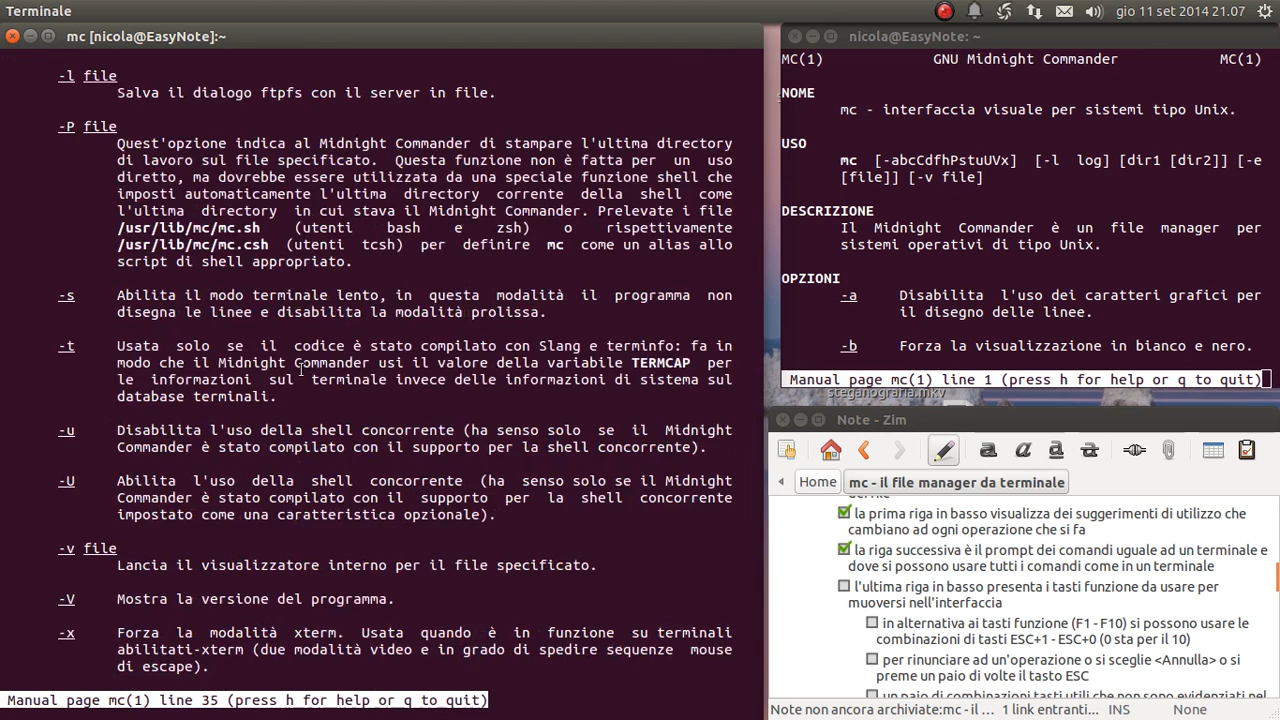 Terminale
gio 11 set 2014 21.07
mc [nicola@EasyNote]:~
-l file
Salva il dialogo ftpfs con il server in file.
-P file
Quest'opzione indica al Midnight Commander di stampare l'ultima directory
di lavoro sul file specificato. Questa funzione non è fatta per un uso
diretto, ma dovrebbe essere utilizzata da una speciale funzione shell che
imposti automaticamente l'ultima directory corrente della shell come
l'ultima directory in cui stava il Midnight Commander. Prelevate i file
/usr/lib/mc/mc.sh (utenti bash e zsh) o rispettivamente
/usr/lib/mc/mc.csh (utenti tcsh) per definire mc come un alias allo
script di shell appropriato.
-s Abilita il modo terminale lento, in questa modalità il programma non
disegna le linee e disabilita la modalità prolissa.
-t Usata solo se il codice è stato compilato con Slang e terminfo: fa in
modo che il Midnight Commander usi il valore della variabile TERMCAP per
le informazioni sul terminale invece delle informazioni di sistema sul
database terminali.
-u Disabilita l'uso della shell concorrente (ha senso solo se il Midnight
Commander è stato compilato con il supporto per la shell concorrente).
-U Abilita l'uso della shell concorrente (ha senso solo se il Midnight
Commander è stato compilato con il supporto per la shell concorrente
impostato come una caratteristica opzionale).
-v file
Lancia il visualizzatore interno per il file specificato.
-V Mostra la versione del programma.
-x Forza la modalità xterm. Usata quando è in funzione su terminali
abilitati-xterm (due modalità video e in grado di spedire sequenze mouse
di escape).
Manual page mc(1) line 35 (press h for help or q to quit)
nicola@EasyNote: ~
MC(1) GNU Midnight Commander MC(1)
NOME
mc - interfaccia visuale per sistemi tipo Unix.
USO
mc [-abcCdfhPstuUVx] [-l log] [dir1 [dir2]] [-e
[file]] [-v file]
DESCRIZIONE
Il Midnight Commander è un file manager per
sistemi operativi di tipo Unix.
OPZIONI
-a Disabilita l'uso dei caratteri grafici per
il disegno delle linee.
-b Forza la visualizzazione in bianco e nero.
Manual page mc(1) line 1 (press h for help or q to quit)
steganografia.mkv
Note - Zim
Home mc - il file manager da terminale
la prima riga in basso visualizza dei suggerimenti di utilizzo che
cambiano ad ogni operazione che si fa
la riga successiva è il prompt dei comandi uguale ad un terminale e
dove si possono usare tutti i comandi come in un terminale
l'ultima riga in basso presenta i tasti funzione da usare per
muoversi nell'interfaccia
in alternativa ai tasti funzione (F1 - F10) si possono usare le
combinazioni di tasti ESC+1 - ESC+0 (0 sta per il 10)
per rinunciare ad un'operazione o si sceglie <Annulla> o si
preme un paio di volte il tasto ESC
un paio di combinazioni tasti utili che non sono evidenziati nel
Note non ancora archiviate:mc - il ... 1 link entranti... INS None